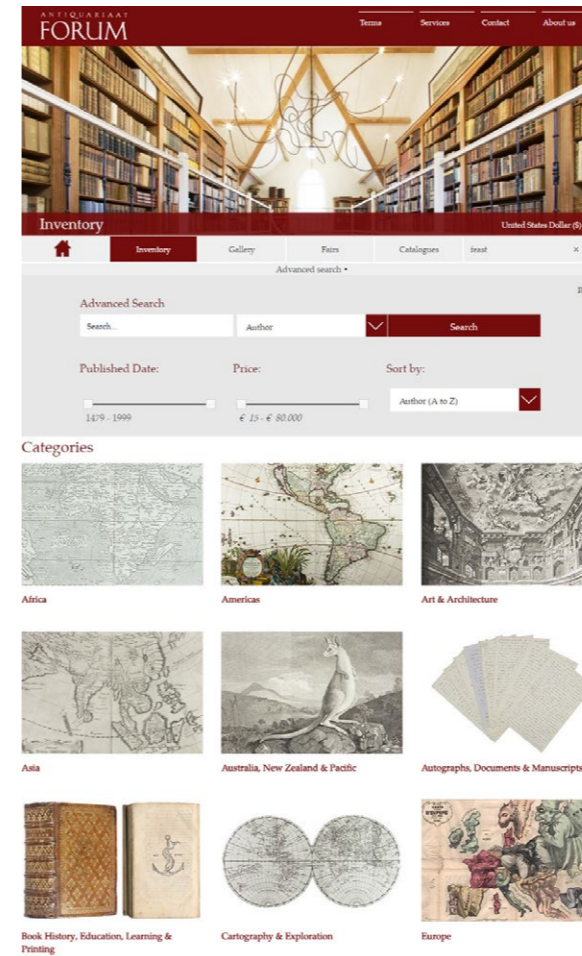 ANTIQUARIAAT
FORUM
Terms Services Contact About us
Inventory
United States Dollar ($)
Inventory Gallery Fairs Catalogues feast ×
Advanced search •
Advanced Search
Search... Author Search
Published Date: Price: Sort by:
Author (A to Z)
1479 - 1999 € 15 - € 80.000
Categories
Africa Americas Art & Architecture
Asia Australia, New Zealand & Pacific Autographs, Documents & Manuscripts
Book History, Education, Learning & Cartography & Exploration Europe
Printing